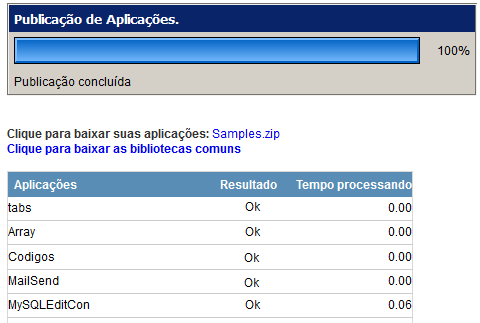 Publicação de Aplicações.
100%
Publicação concluída
Clique para baixar suas aplicações: Samples.zip
Clique para baixar as bibliotecas comuns
Aplicações Resultado Tempo processando
tabs Ok 0.00
Array Ok 0.00
Codigos Ok 0.00
MailSend Ok 0.00
MySQLEditCon Ok 0.06